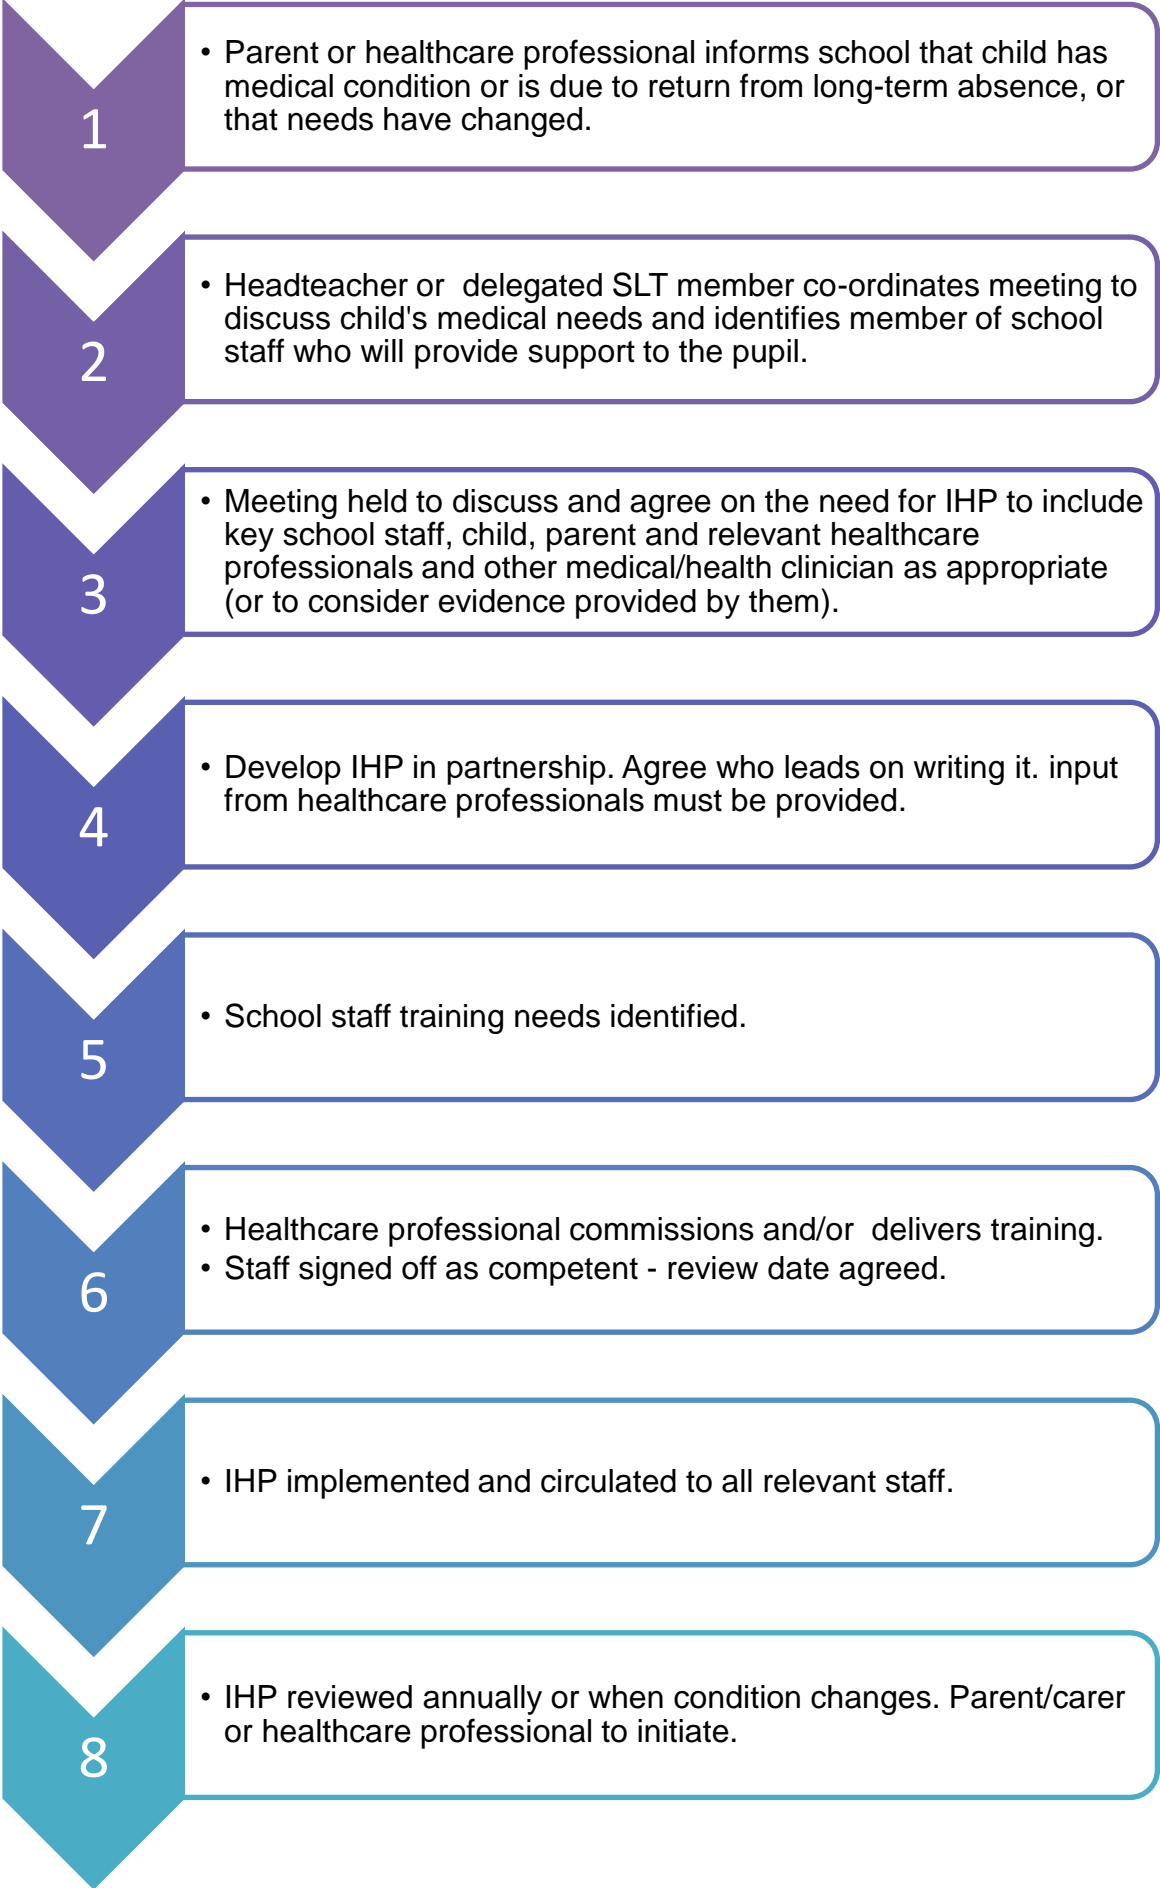 1
• Parent or healthcare professional informs school that child has
medical condition or is due to return from long-term absence, or
that needs have changed.
2
• Headteacher or  delegated SLT member co-ordinates meeting to
discuss child's medical needs and identifies member of school
staff who will provide support to the pupil.
3
• Meeting held to discuss and agree on the need for IHP to include
key school staff, child, parent and relevant healthcare
professionals and other medical/health clinician as appropriate
(or to consider evidence provided by them).
4
• Develop IHP in partnership. Agree who leads on writing it. input
from healthcare professionals must be provided.
5
• School staff training needs identified.
6
• Healthcare professional commissions and/or  delivers training.
• Staff signed off as competent - review date agreed.
7
• IHP implemented and circulated to all relevant staff.
8
• IHP reviewed annually or when condition changes. Parent/carer
or healthcare professional to initiate.